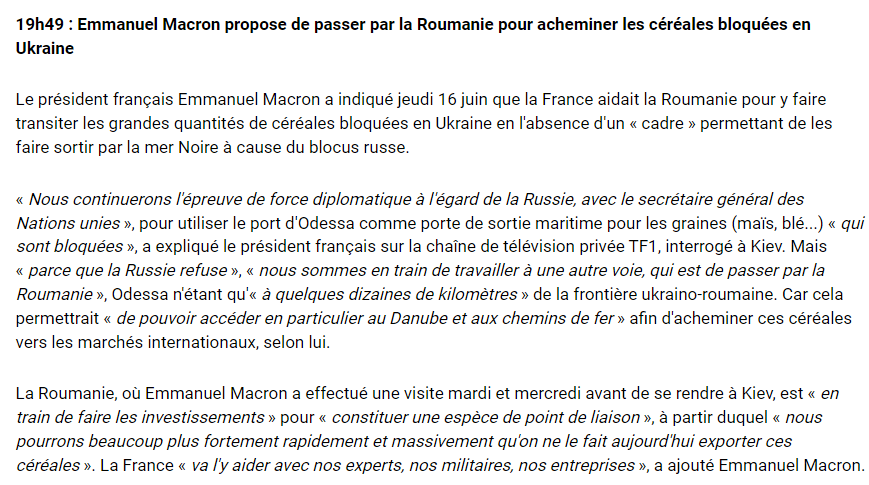 19h49 : Emmanuel Macron propose de passer par la Roumanie pour acheminer les céréales bloquées en
Ukraine
Le président français Emmanuel Macron a indiqué jeudi 16 juin que la France aidait la Roumanie pour y faire
transiter les grandes quantités de céréales bloquées en Ukraine en l'absence d'un « cadre » permettant de les
faire sortir par la mer Noire à cause du blocus russe.
« Nous continuerons l'épreuve de force diplomatique à l'égard de la Russie, avec le secrétaire général des
Nations unies », pour utiliser le port d'Odessa comme porte de sortie maritime pour les graines (maïs, blé...) « qui
sont bloquées », a expliqué le président français sur la chaîne de télévision privée TF1, interrogé à Kiev. Mais
« parce que la Russie refuse », « nous sommes en train de travailler à une autre voie, qui est de passer par la
Roumanie », Odessa n'étant qu'« à quelques dizaines de kilomètres » de la frontière ukraino-roumaine. Car cela
permettrait « de pouvoir accéder en particulier au Danube et aux chemins de fer » afin d'acheminer ces céréales
vers les marchés internationaux, selon lui.
La Roumanie, où Emmanuel Macron a effectué une visite mardi et mercredi avant de se rendre à Kiev, est « en
train de faire les investissements » pour « constituer une espèce de point de liaison », à partir duquel « nous
pourrons beaucoup plus fortement rapidement et massivement qu'on ne le fait aujourd'hui exporter ces
céréales ». La France « va l'y aider avec nos experts, nos militaires, nos entreprises », a ajouté Emmanuel Macron.